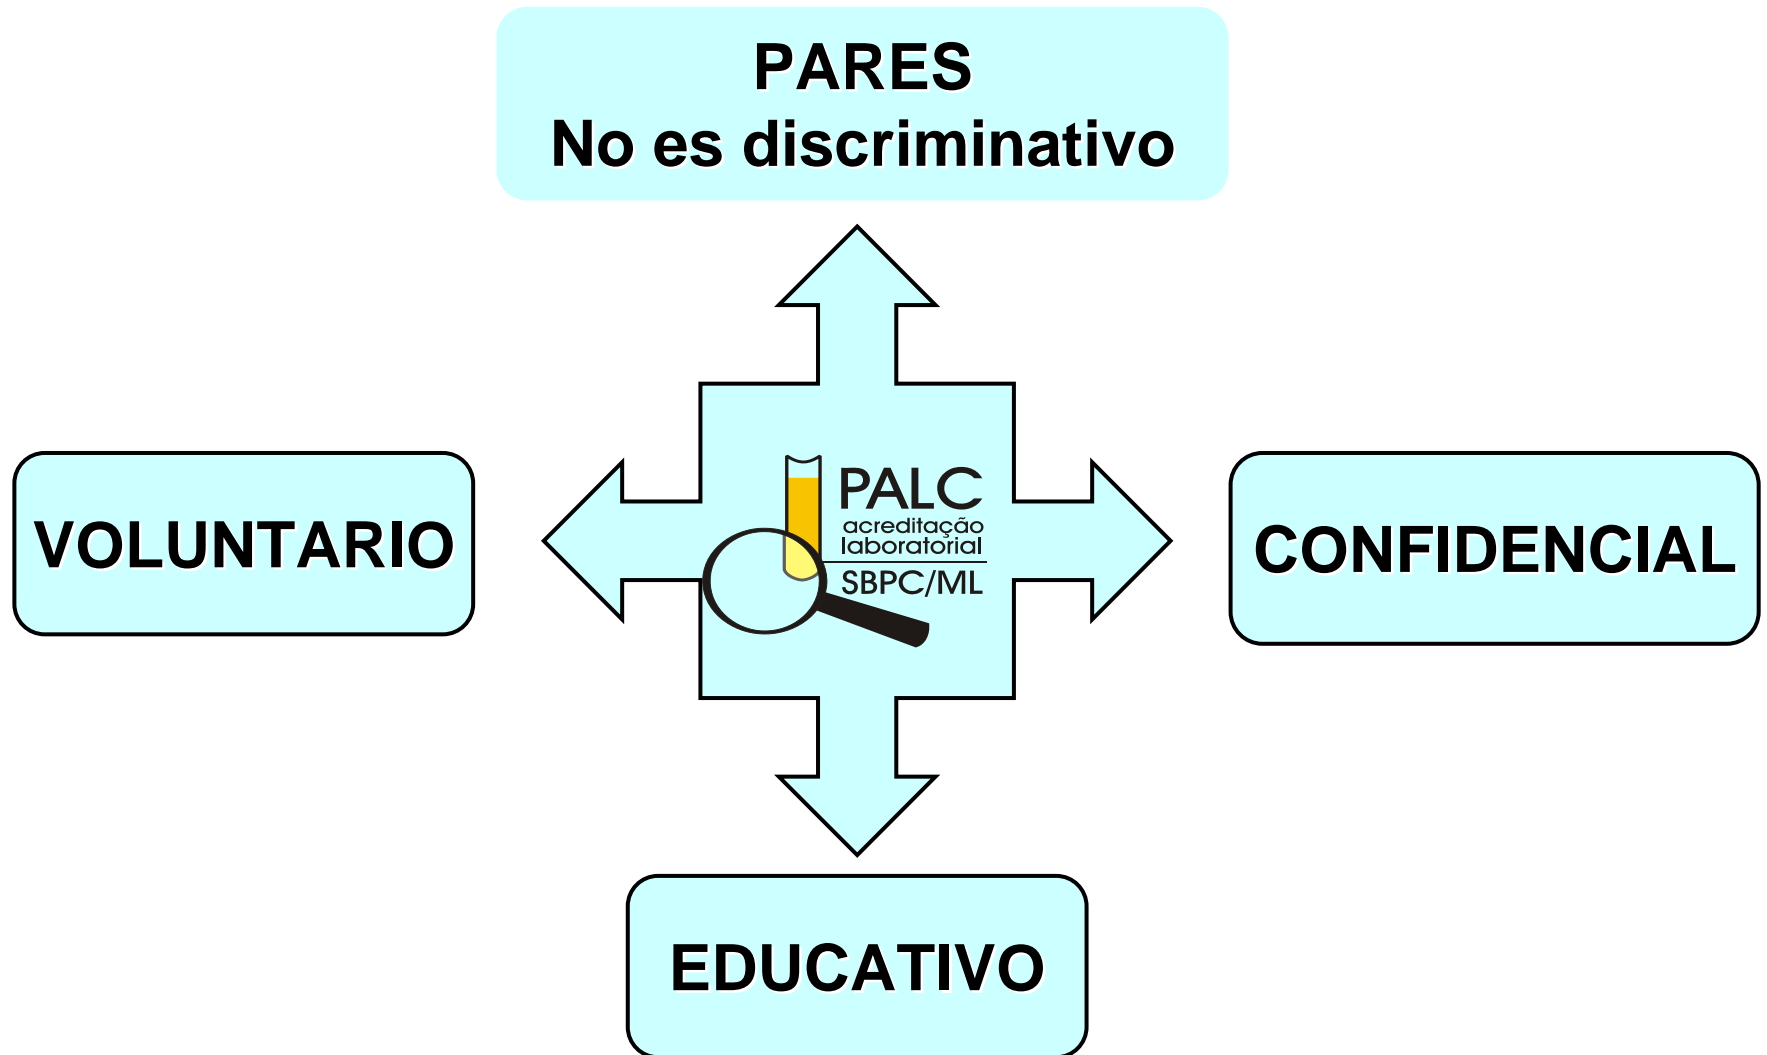 PARES
No es discriminativo
VOLUNTARIO
PALC
acreditação
laboratorial
SBPC/ML
CONFIDENCIAL
EDUCATIVO